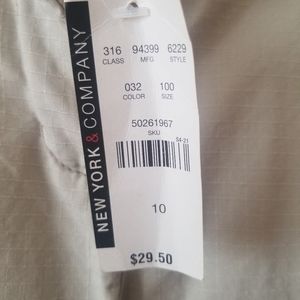 NEW YORK & COMPANY
316 94399 6229
CLASS MFG STYLE
032 100
COLOR SIZE
50261967
SKU
54-21
10
$29.50